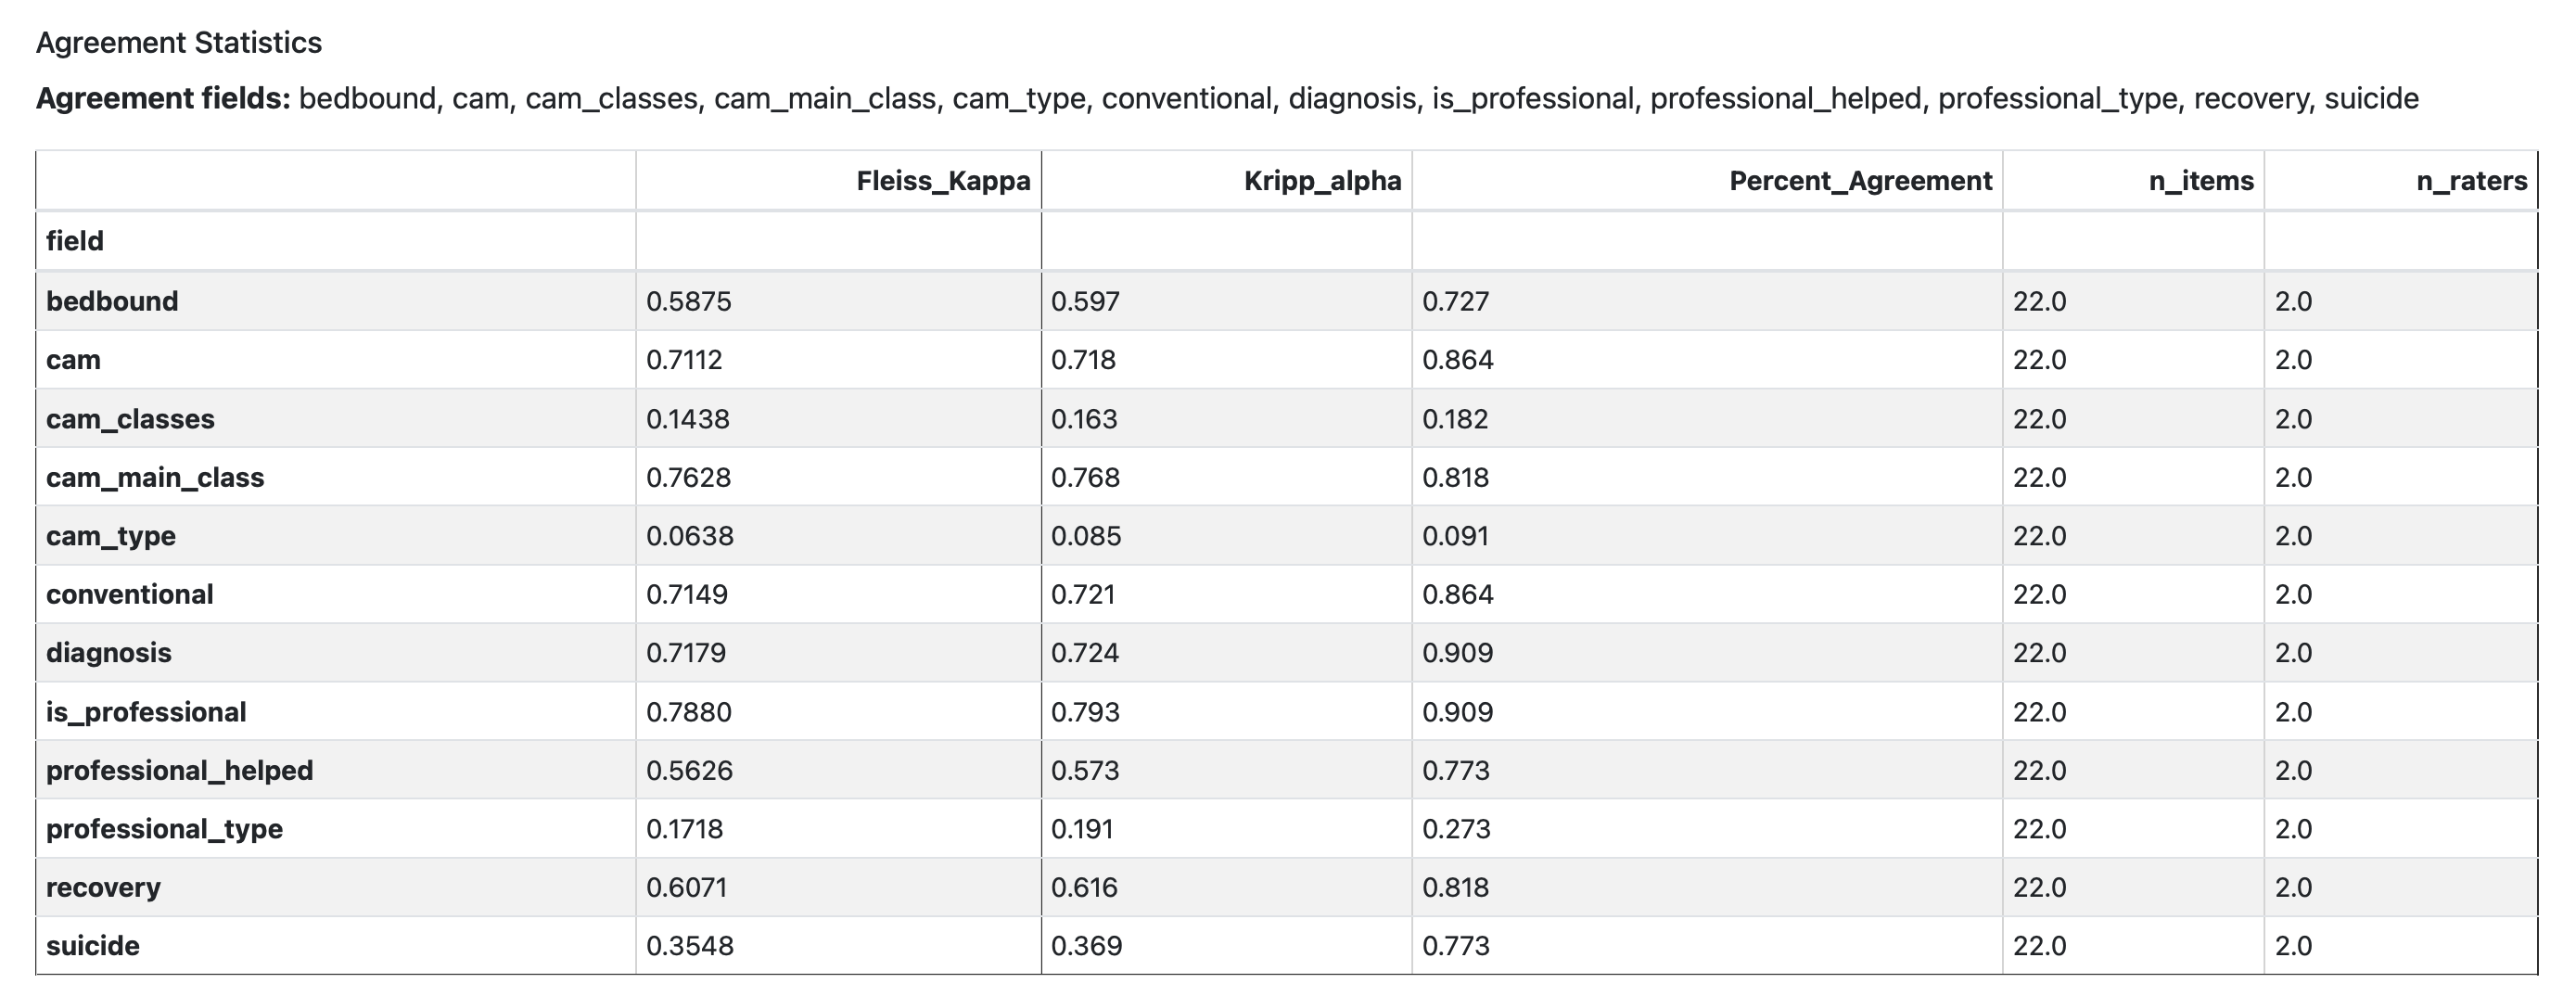 Agreement Statistics
Agreement fields: bedbound, cam, cam_classes, cam_main_class, cam_type, conventional, diagnosis, is_professional, professional_helped, professional_type, recovery, suicide
Fleiss_Kappa Kripp_alpha Percent_Agreement n_items n_raters
field
bedbound 0.5875 0.597 0.727 22.0 2.0
cam 0.7112 0.718 0.864 22.0 2.0
cam_classes 0.1438 0.163 0.182 22.0 2.0
cam_main_class 0.7628 0.768 0.818 22.0 2.0
cam_type 0.0638 0.085 0.091 22.0 2.0
conventional 0.7149 0.721 0.864 22.0 2.0
diagnosis 0.7179 0.724 0.909 22.0 2.0
is_professional 0.7880 0.793 0.909 22.0 2.0
professional_helped 0.5626 0.573 0.773 22.0 2.0
professional_type 0.1718 0.191 0.273 22.0 2.0
recovery 0.6071 0.616 0.818 22.0 2.0
suicide 0.3548 0.369 0.773 22.0 2.0